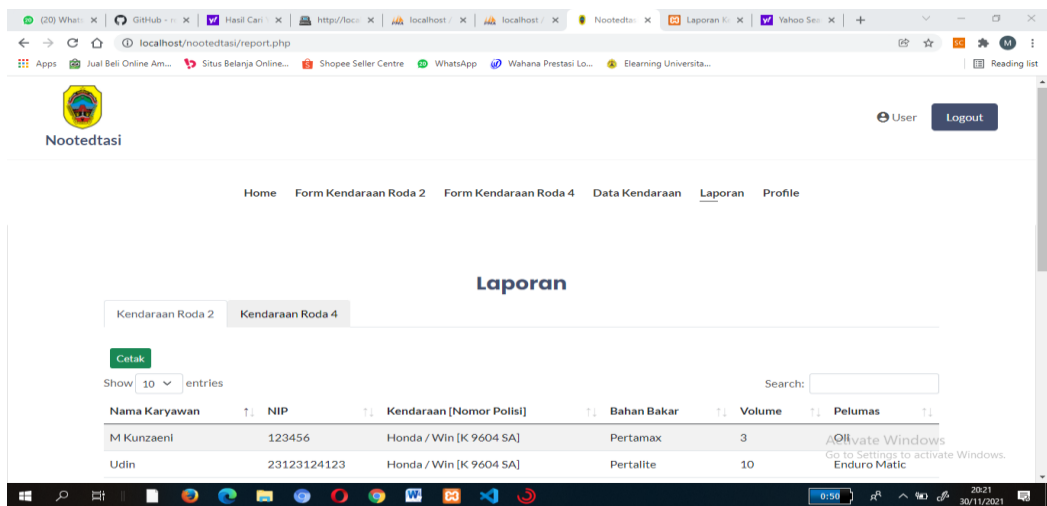 (20) What: GitHub - n Hasil Cari \ http://loca localhost / localhost / Nootedtas Laporan K Yahoo Sea
localhost/nootedtasi/report.php
Apps Jual Beli Online Am... Situs Belanja Online... Shopee Seller Centre WhatsApp Wahana Prestasi Lo... Elearning Universita... Reading list
Nootedtasi
User Logout
Home Form Kendaraan Roda 2 Form Kendaraan Roda 4 Data Kendaraan Laporan Profile
Laporan
Kendaraan Roda 2 Kendaraan Roda 4
Cetak
Show 10 entries Search:
Nama Karyawan NIP Kendaraan [Nomor Polisi] Bahan Bakar Volume Pelumas
M Kunzaeni 123456 Honda / Win [K 9604 SA] Pertamax 3 Oli
Activate Windows
Udin 23123124123 Honda / Win [K 9604 SA] Pertalite 10 Enduro Matic
Go to Settings to activate Windows.
0:50 20:21
30/11/2021